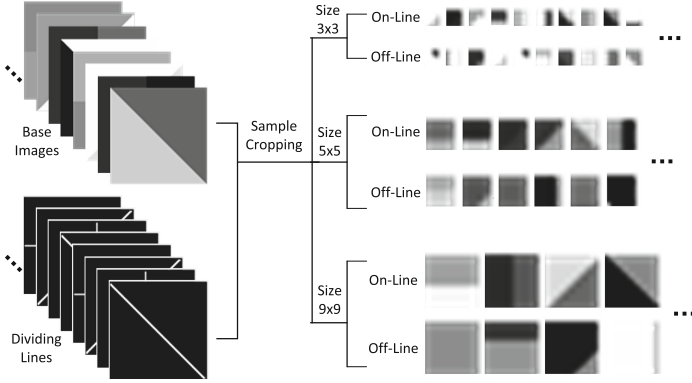 Base
Images
Dividing
Lines
Sample
Cropping
Size
3x3
On-Line
Off-Line
Size
5x5
On-Line
Off-Line
Size
9x9
On-Line
Off-Line